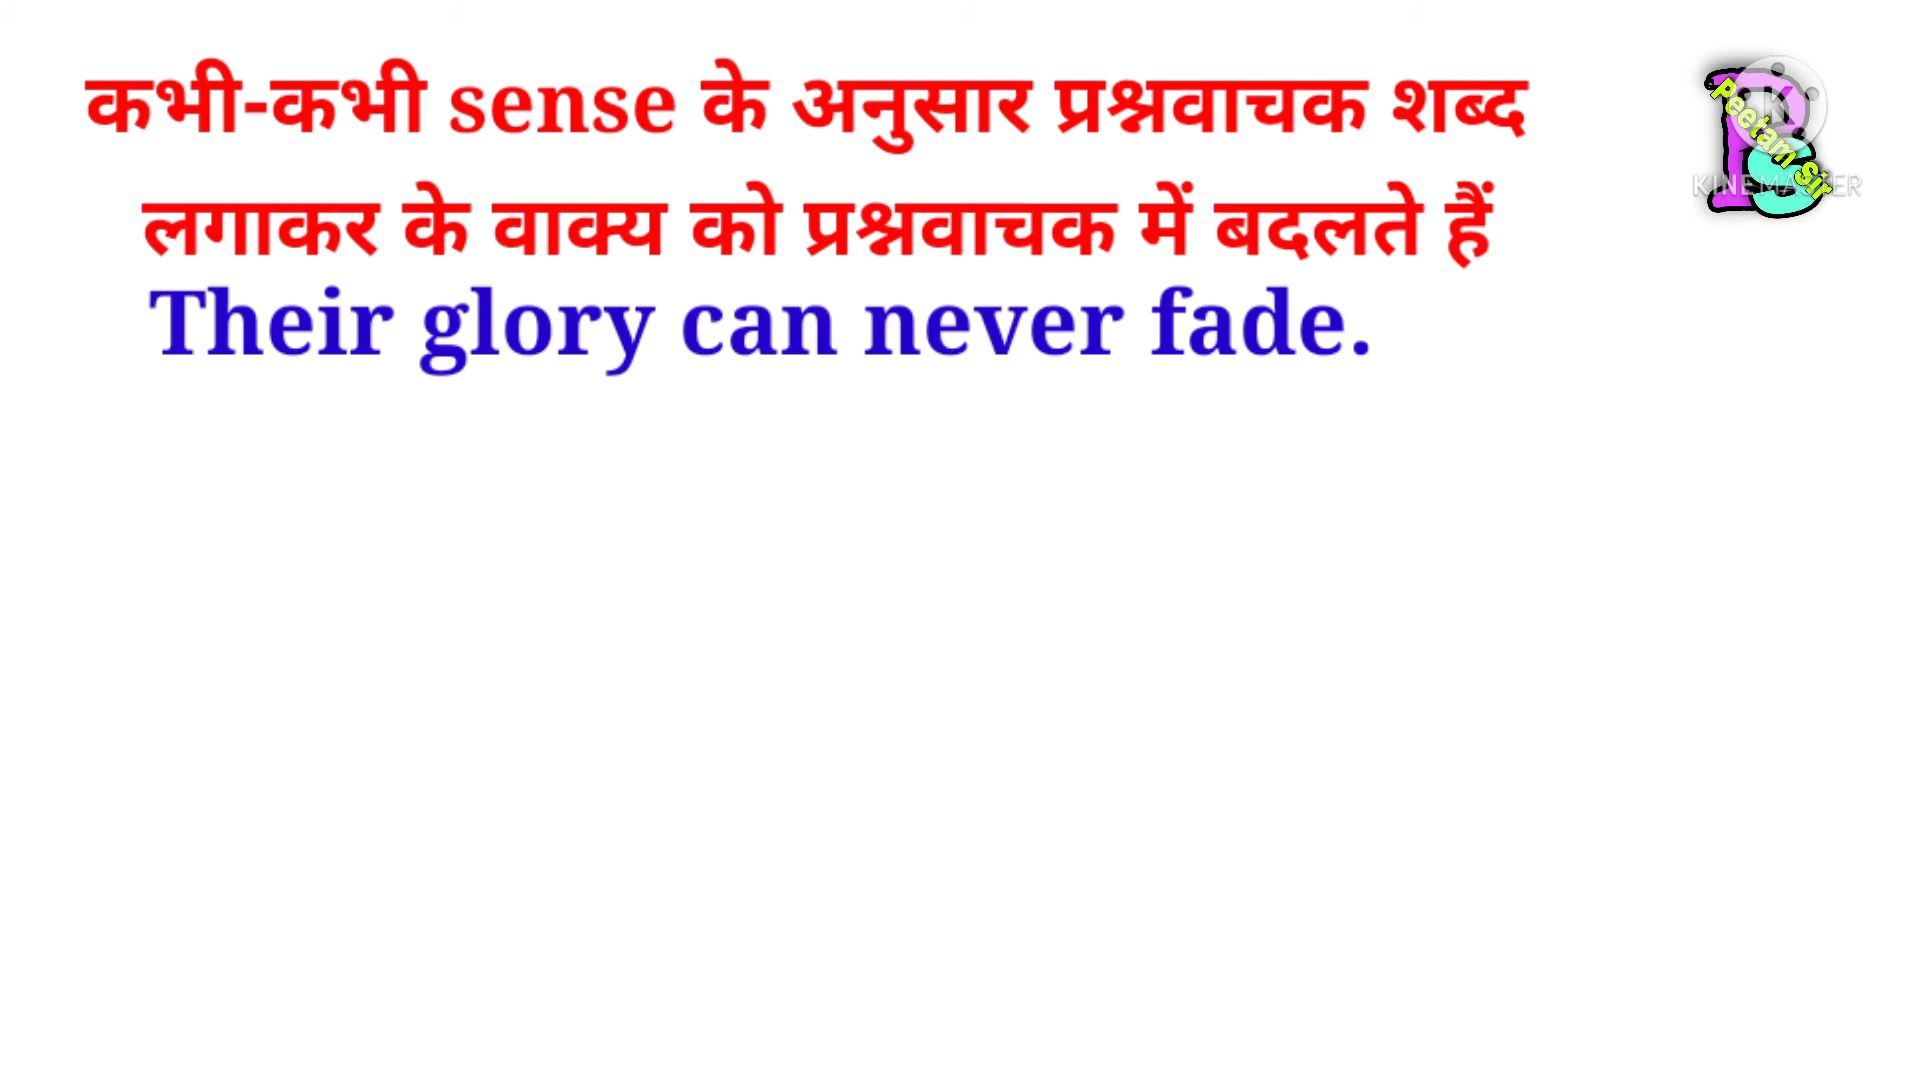 कभी-कभी sense के अनुसार प्रश्नवाचक शब्द
लगाकर के वाक्य को प्रश्नवाचक में बदलते हैं
Their glory can never fade.
Peetam Sir
KINEMASTER